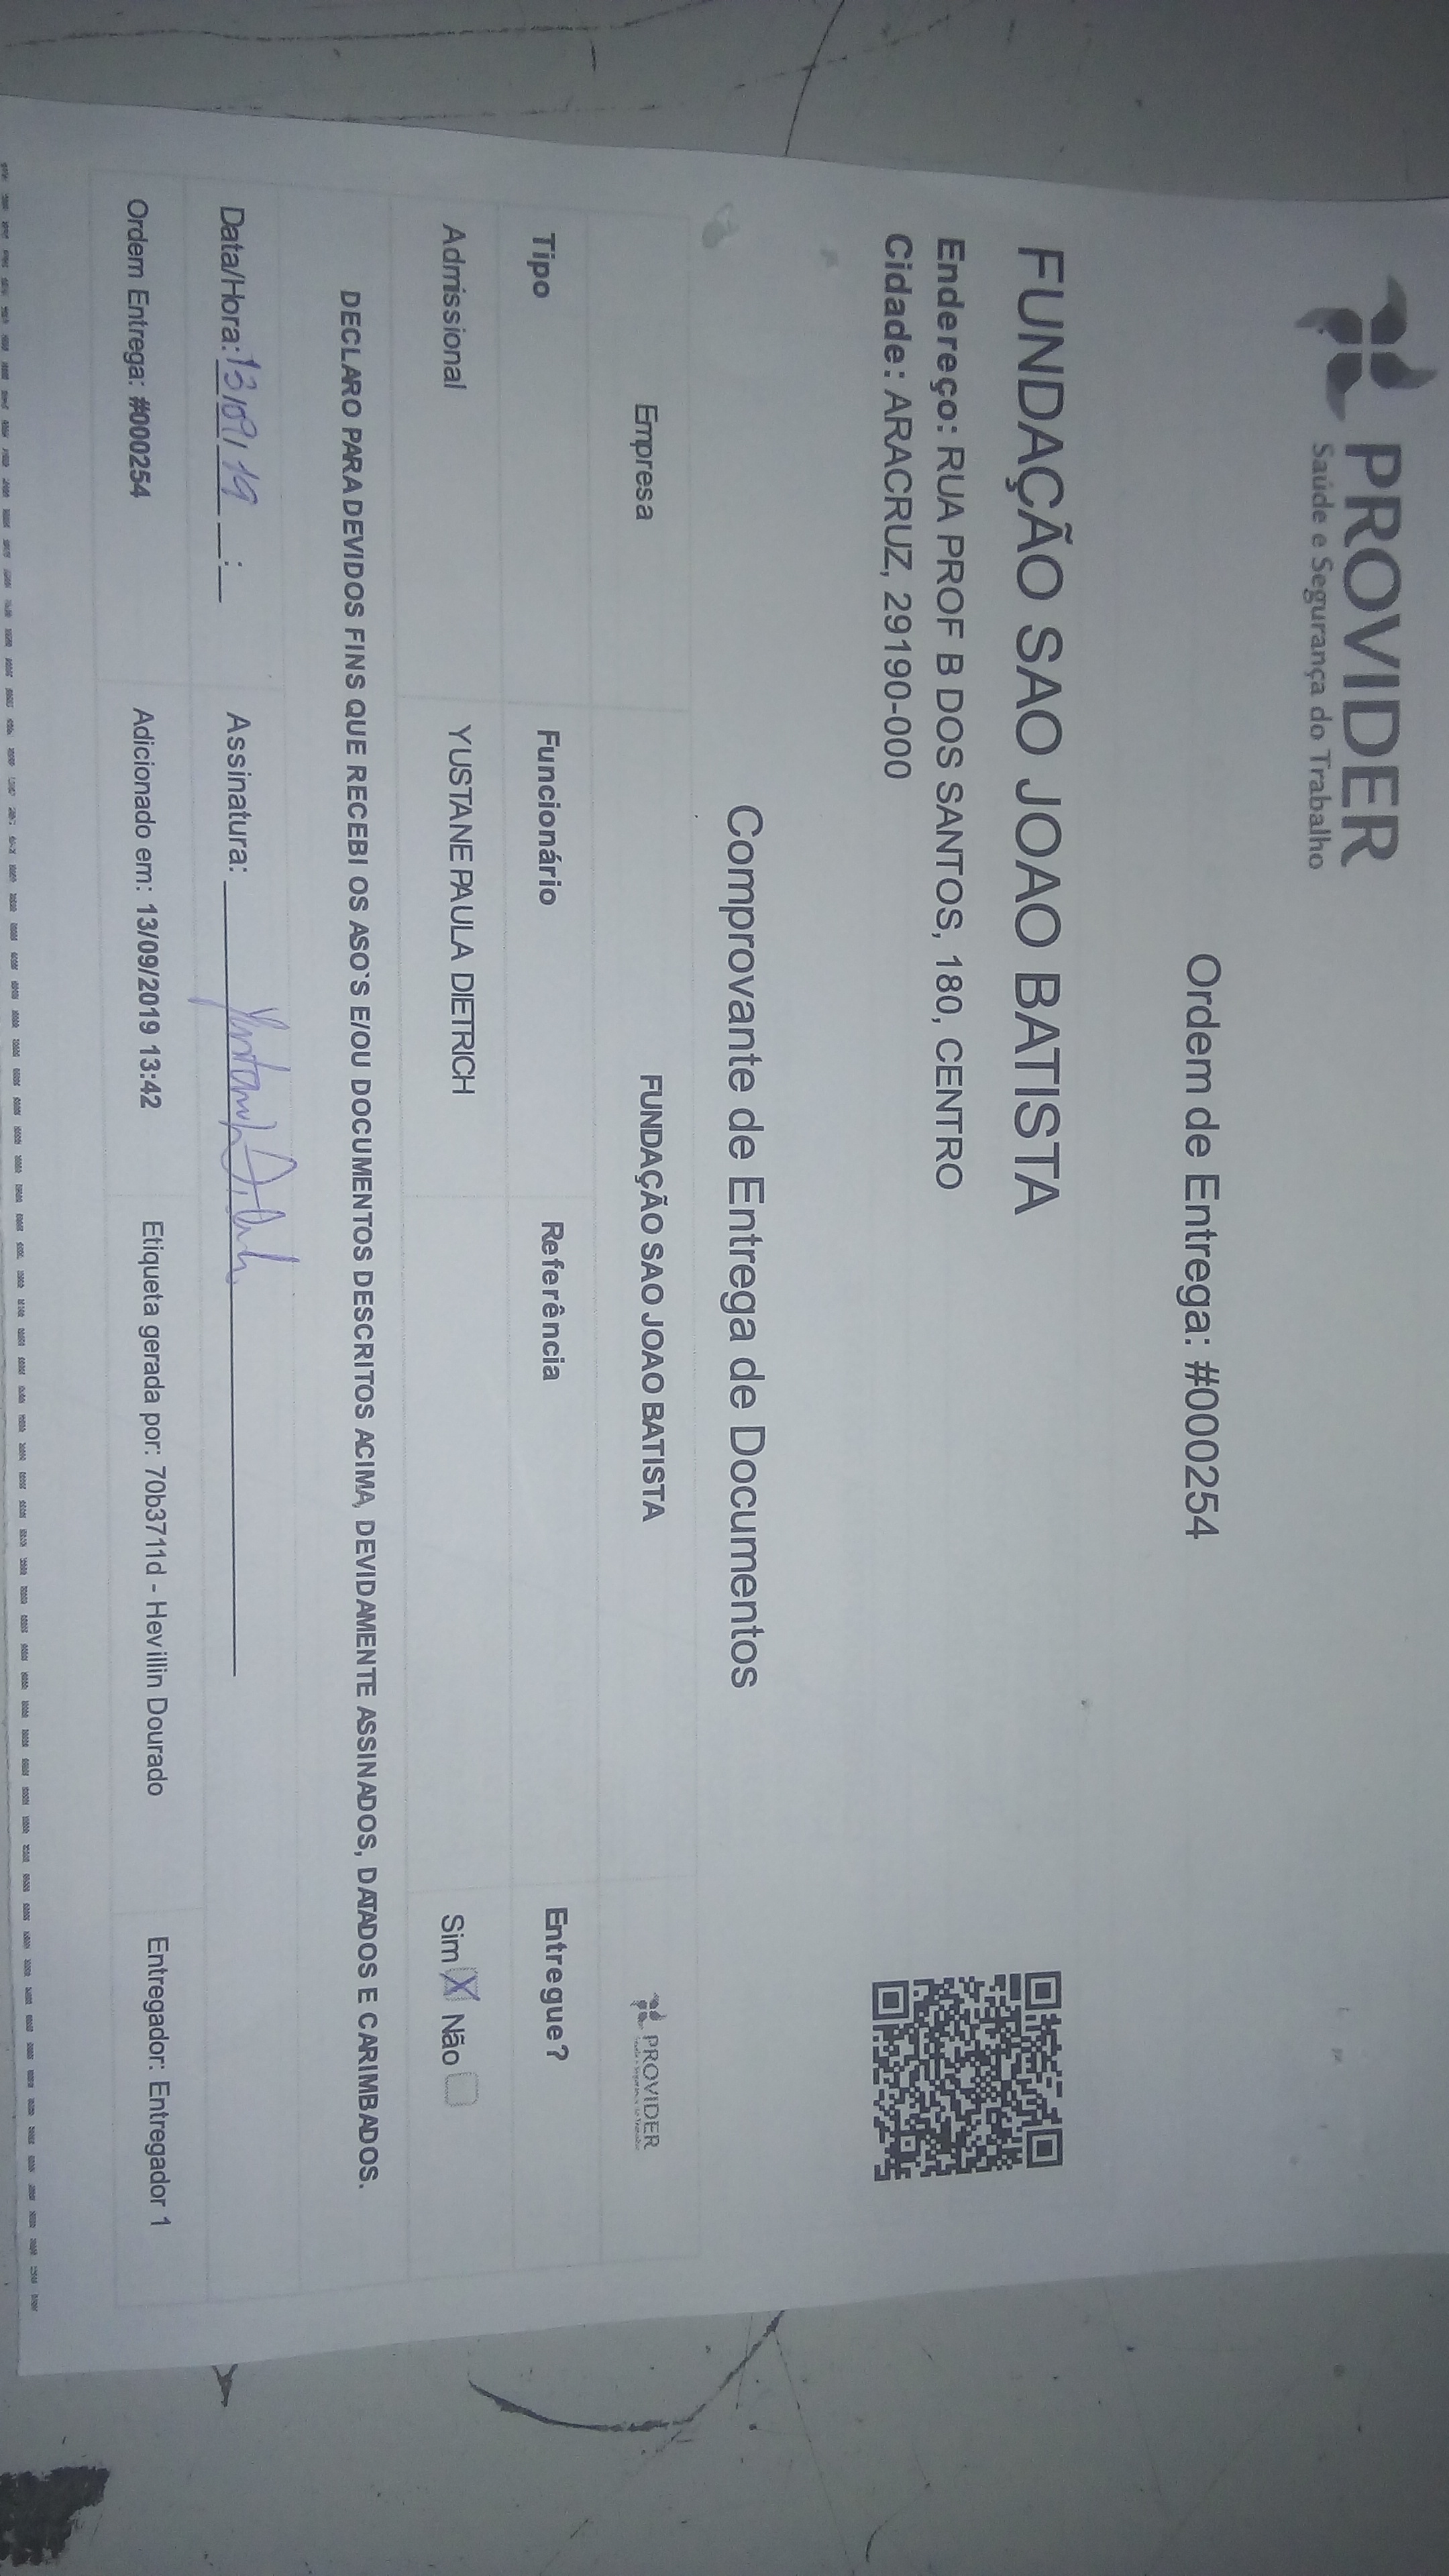 PROVIDER
Saúde e Segurança do Trabalho
Ordem de Entrega: #000254
FUNDAÇÃO SAO JOAO BATISTA
Endereço: RUA PROF B DOS SANTOS, 180, CENTRO
Cidade: ARACRUZ, 29190-000
Comprovante de Entrega de Documentos
Empresa FUNDAÇÃO SAO JOAO BATISTA PROVIDER
Tipo Funcionário Referência Entregue?
Admissional YUSTANE PAULA DIETRICH Sim X Não
DECLARO PARA DEVIDOS FINS QUE RECEBI OS ASO`S E/OU DOCUMENTOS DESCRITOS ACIMA, DEVIDAMENTE ASSINADOS, DATADOS E CARIMBADOS.
Data/Hora: 13/09/19 __:__ Assinatura:
Ordem Entrega: #000254 Adicionado em: 13/09/2019 13:42 Etiqueta gerada por: 70b3711d - Hevillin Dourado Entregador: Entregador 1